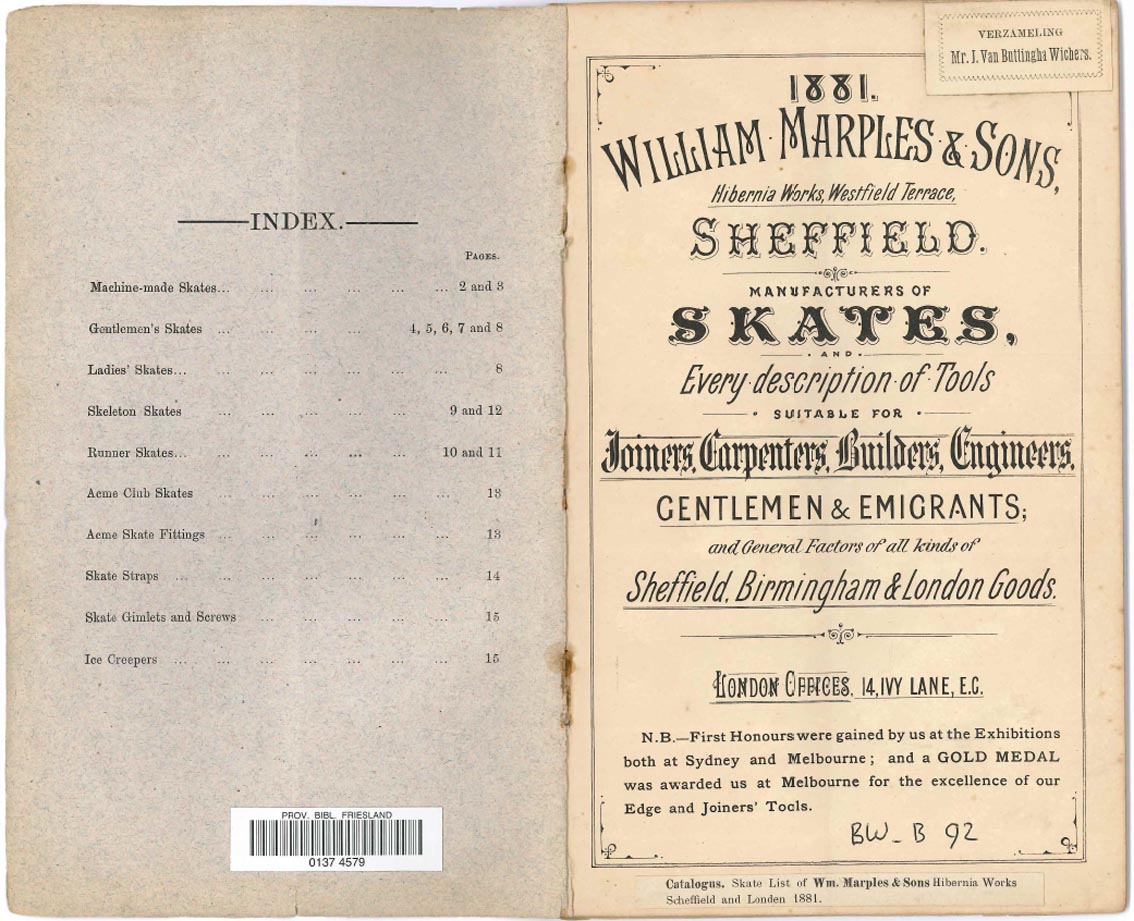 INDEX.
PAGES.
Machine-made Skates... ... ... ... ... ... 2 and 3
Gentlemen's Skates ... ... ... ... 4, 5, 6, 7 and 8
Ladies' Skates... ... ... ... ... ... ... 8
Skeleton Skates ... ... ... ... ... 9 and 12
Runner Skates... ... ... ... ... ... 10 and 11
Acme Club Skates ... ... ... ... ... ... 13
Acme Skate Fittings ... ... ... ... ... ... 13
Skate Straps ... ... ... ... ... ... ... 14
Skate Gimlets and Screws ... ... ... ... ... 15
Ice Creepers ... ... ... ... ... ... ... 15
PROV. BIBL. FRIESLAND
0137 4579
VERZAMELING
Mr. J. Van Buttingha Wichers.
1881.
WILLIAM MARPLES & SONS,
Hibernia Works, Westfield Terrace,
SHEFFIELD.
MANUFACTURERS OF
SKATES,
AND
Every description of Tools
SUITABLE FOR
Joiners, Carpenters, Builders, Engineers,
GENTLEMEN & EMIGRANTS;
and General Factors of all kinds of
Sheffield, Birmingham & London Goods.
LONDON OFFICES, 14, IVY LANE, E.C.
N.B.—First Honours were gained by us at the Exhibitions
both at Sydney and Melbourne; and a GOLD MEDAL
was awarded us at Melbourne for the excellence of our
Edge and Joiners' Tools.
BW_B 92
Catalogus. Skate List of Wm. Marples & Sons Hibernia Works
Scheffield and Londen 1881.